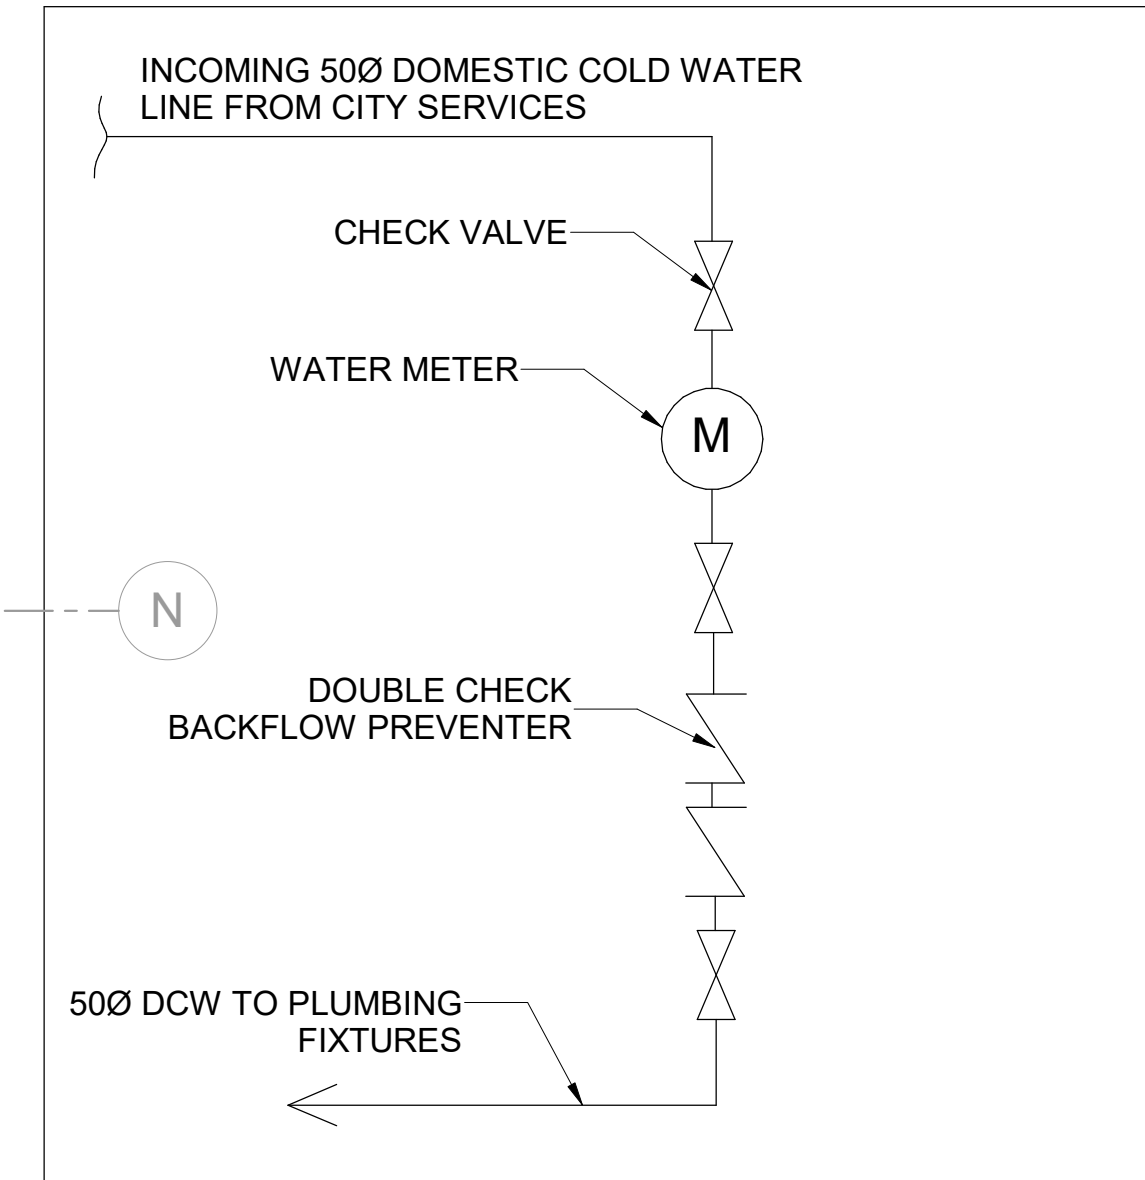 INCOMING 50Ø DOMESTIC COLD WATER
LINE FROM CITY SERVICES
CHECK VALVE
WATER METER
M
N
DOUBLE CHECK
BACKFLOW PREVENTER
50Ø DCW TO PLUMBING
FIXTURES